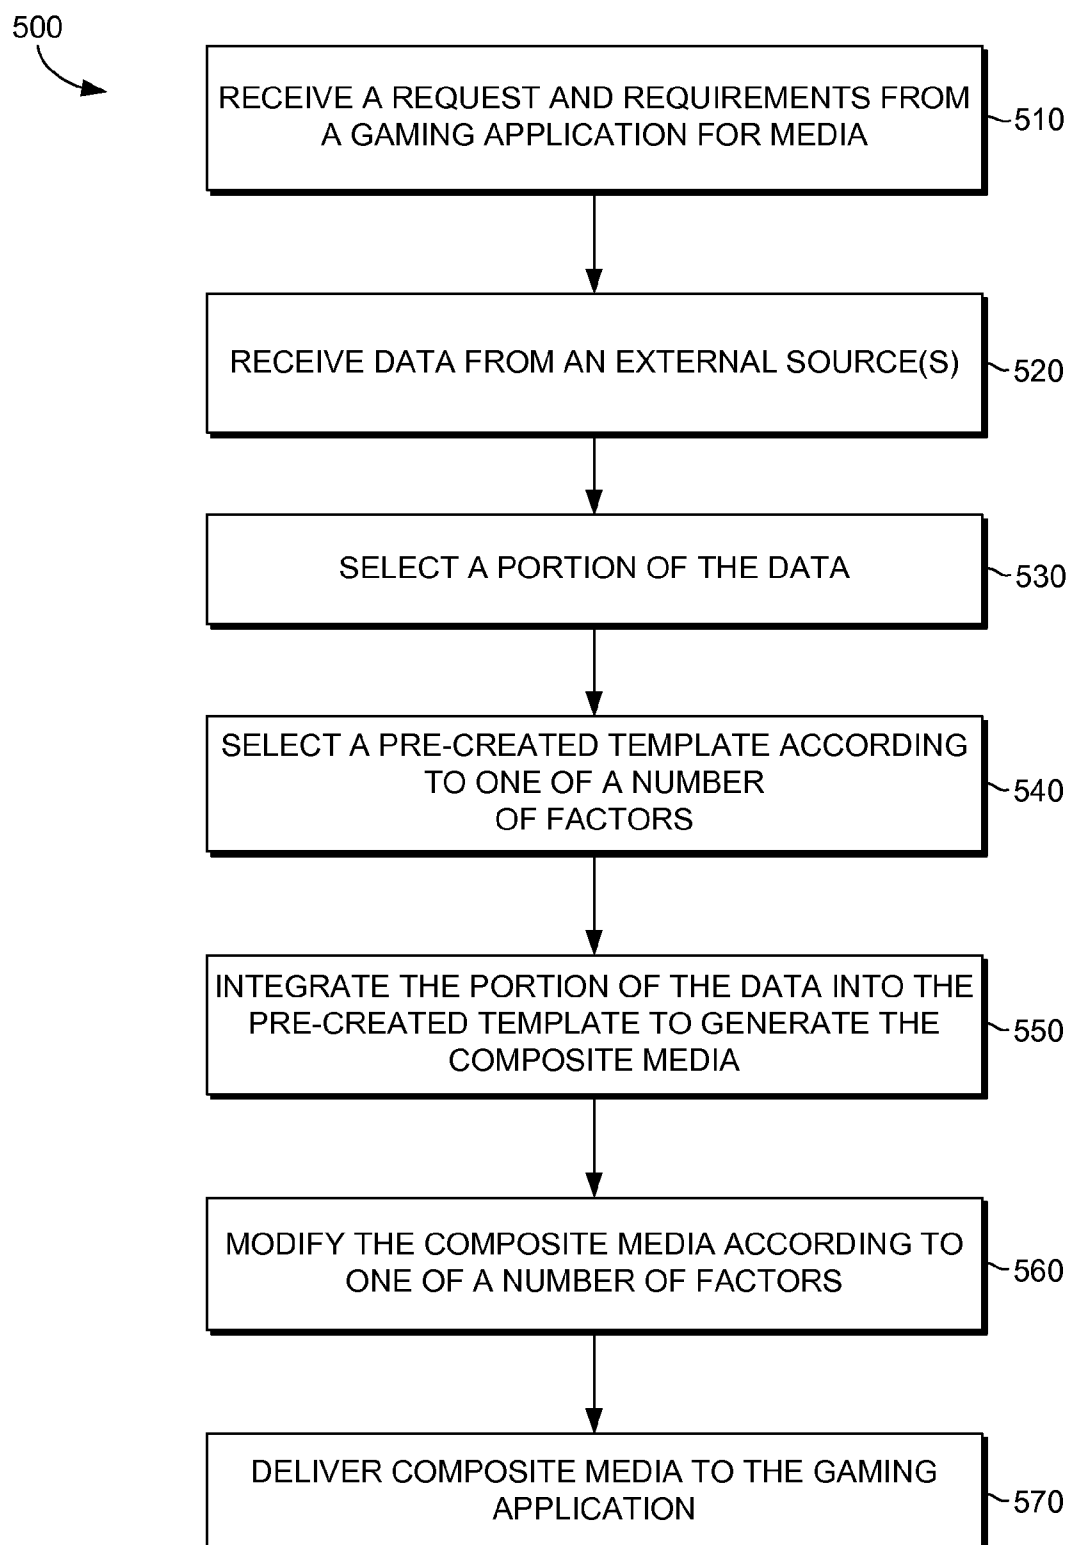 500
RECEIVE A REQUEST AND REQUIREMENTS FROM
A GAMING APPLICATION FOR MEDIA
510
RECEIVE DATA FROM AN EXTERNAL SOURCE(S)
520
SELECT A PORTION OF THE DATA
530
SELECT A PRE-CREATED TEMPLATE ACCORDING
TO ONE OF A NUMBER
OF FACTORS
540
INTEGRATE THE PORTION OF THE DATA INTO THE
PRE-CREATED TEMPLATE TO GENERATE THE
COMPOSITE MEDIA
550
MODIFY THE COMPOSITE MEDIA ACCORDING TO
ONE OF A NUMBER OF FACTORS
560
DELIVER COMPOSITE MEDIA TO THE GAMING
APPLICATION
570